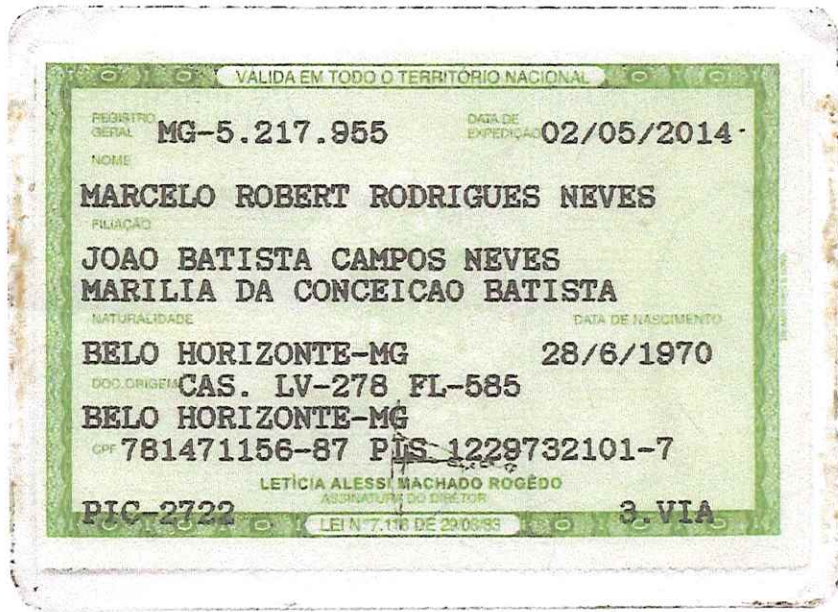 VÁLIDA EM TODO O TERRITÓRIO NACIONAL
REGISTRO GERAL MG-5.217.955 DATA DE EXPEDIÇÃO 02/05/2014
NOME
MARCELO ROBERT RODRIGUES NEVES
FILIAÇÃO
JOAO BATISTA CAMPOS NEVES
MARILIA DA CONCEICAO BATISTA
NATURALIDADE DATA DE NASCIMENTO
BELO HORIZONTE-MG 28/6/1970
DOC.ORIGEM CAS. LV-278 FL-585
BELO HORIZONTE-MG
CPF 781471156-87 PIS 1229732101-7
LETÍCIA ALESSI MACHADO ROGÊDO
ASSINATURA DO DIRETOR
PIC-2722 3.VIA
LEI Nº 7.116 DE 29/08/83